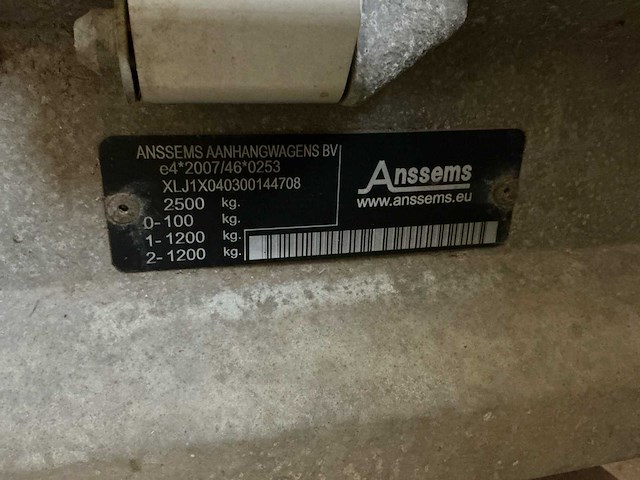 ANSSEMS AANHANGWAGENS BV
e4*2007/46*0253
XLJ1X040300144708
2500 kg.
0-100 kg.
1-1200 kg.
2-1200 kg.
Anssems
www.anssems.eu